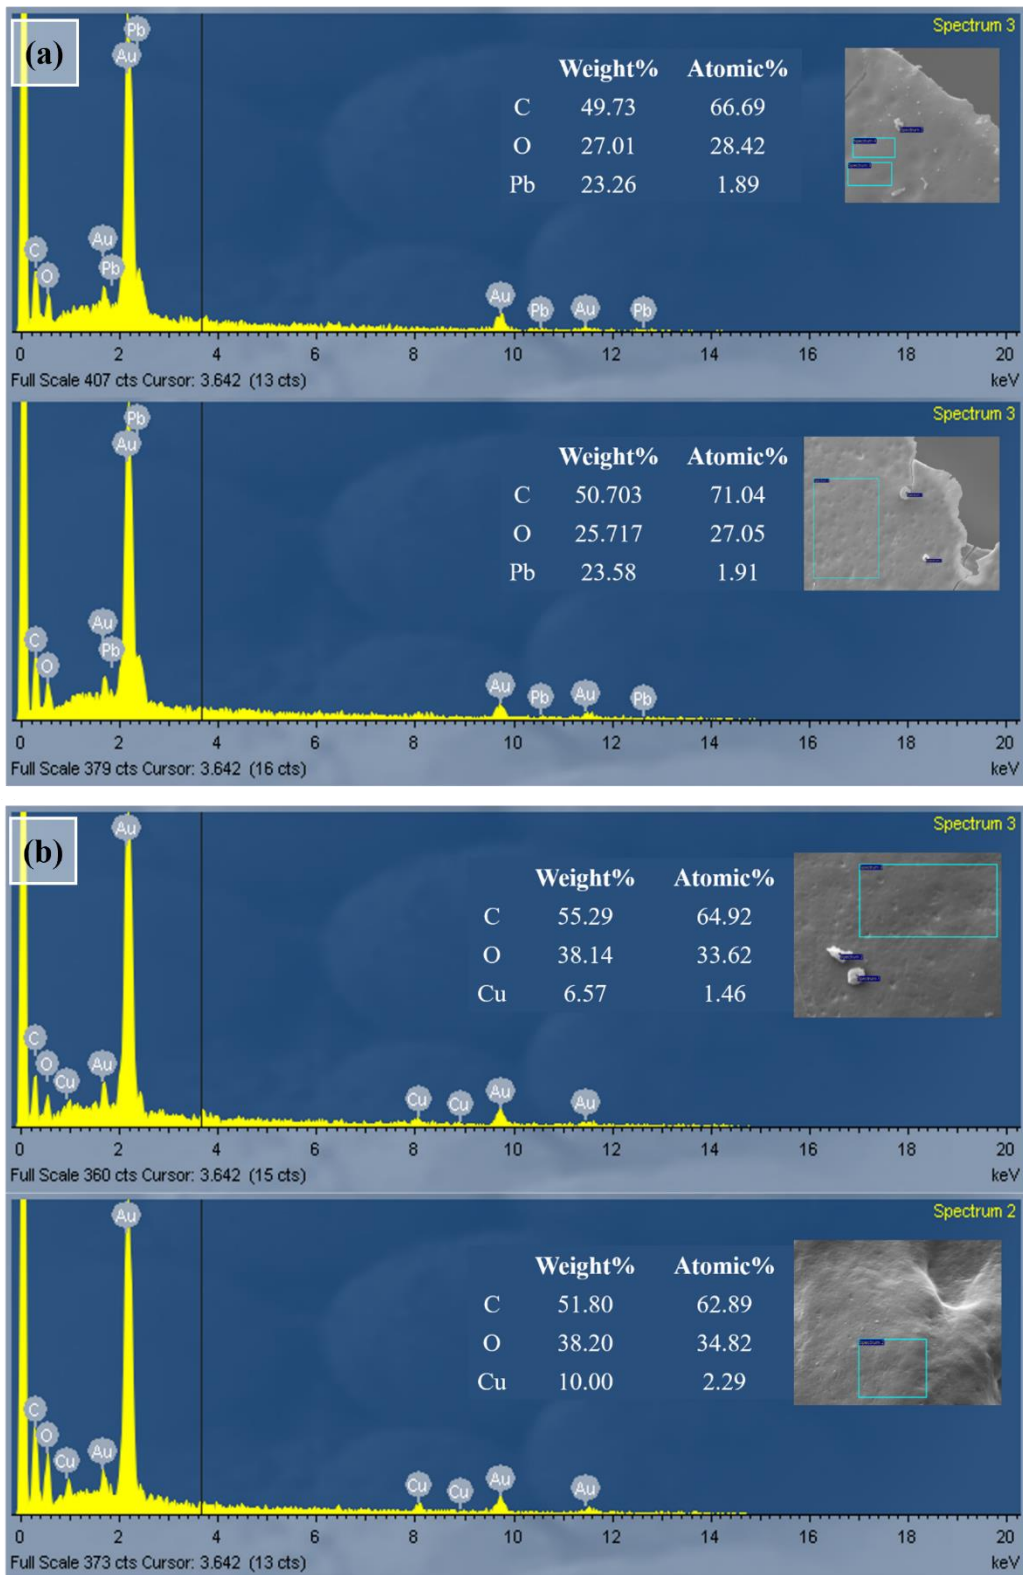 (a)
Spectrum 3
Pb
Au
Weight% Atomic%
C 49.73 66.69
O 27.01 28.42
Pb 23.26 1.89
Au
C
Pb
O
Au
Pb
Au
Pb
0 2 4 6 8 10 12 14 16 18 20
Full Scale 407 cts Cursor: 3.642 (13 cts) keV
Spectrum 3
Pb
Au
Weight% Atomic%
C 50.703 71.04
O 25.717 27.05
Pb 23.58 1.91
Au
C
Pb
O
Au
Pb
Au
Pb
0 2 4 6 8 10 12 14 16 18 20
Full Scale 379 cts Cursor: 3.642 (16 cts) keV
(b)
Spectrum 3
Au
Weight% Atomic%
C 55.29 64.92
O 38.14 33.62
Cu 6.57 1.46
C
O
Au
Cu
Cu
Cu
Au
Au
0 2 4 6 8 10 12 14 16 18 20
Full Scale 360 cts Cursor: 3.642 (15 cts) keV
Spectrum 2
Au
Weight% Atomic%
C 51.80 62.89
O 38.20 34.82
Cu 10.00 2.29
C
O
Au
Cu
Cu
Cu
Au
Au
0 2 4 6 8 10 12 14 16 18 20
Full Scale 373 cts Cursor: 3.642 (13 cts) keV